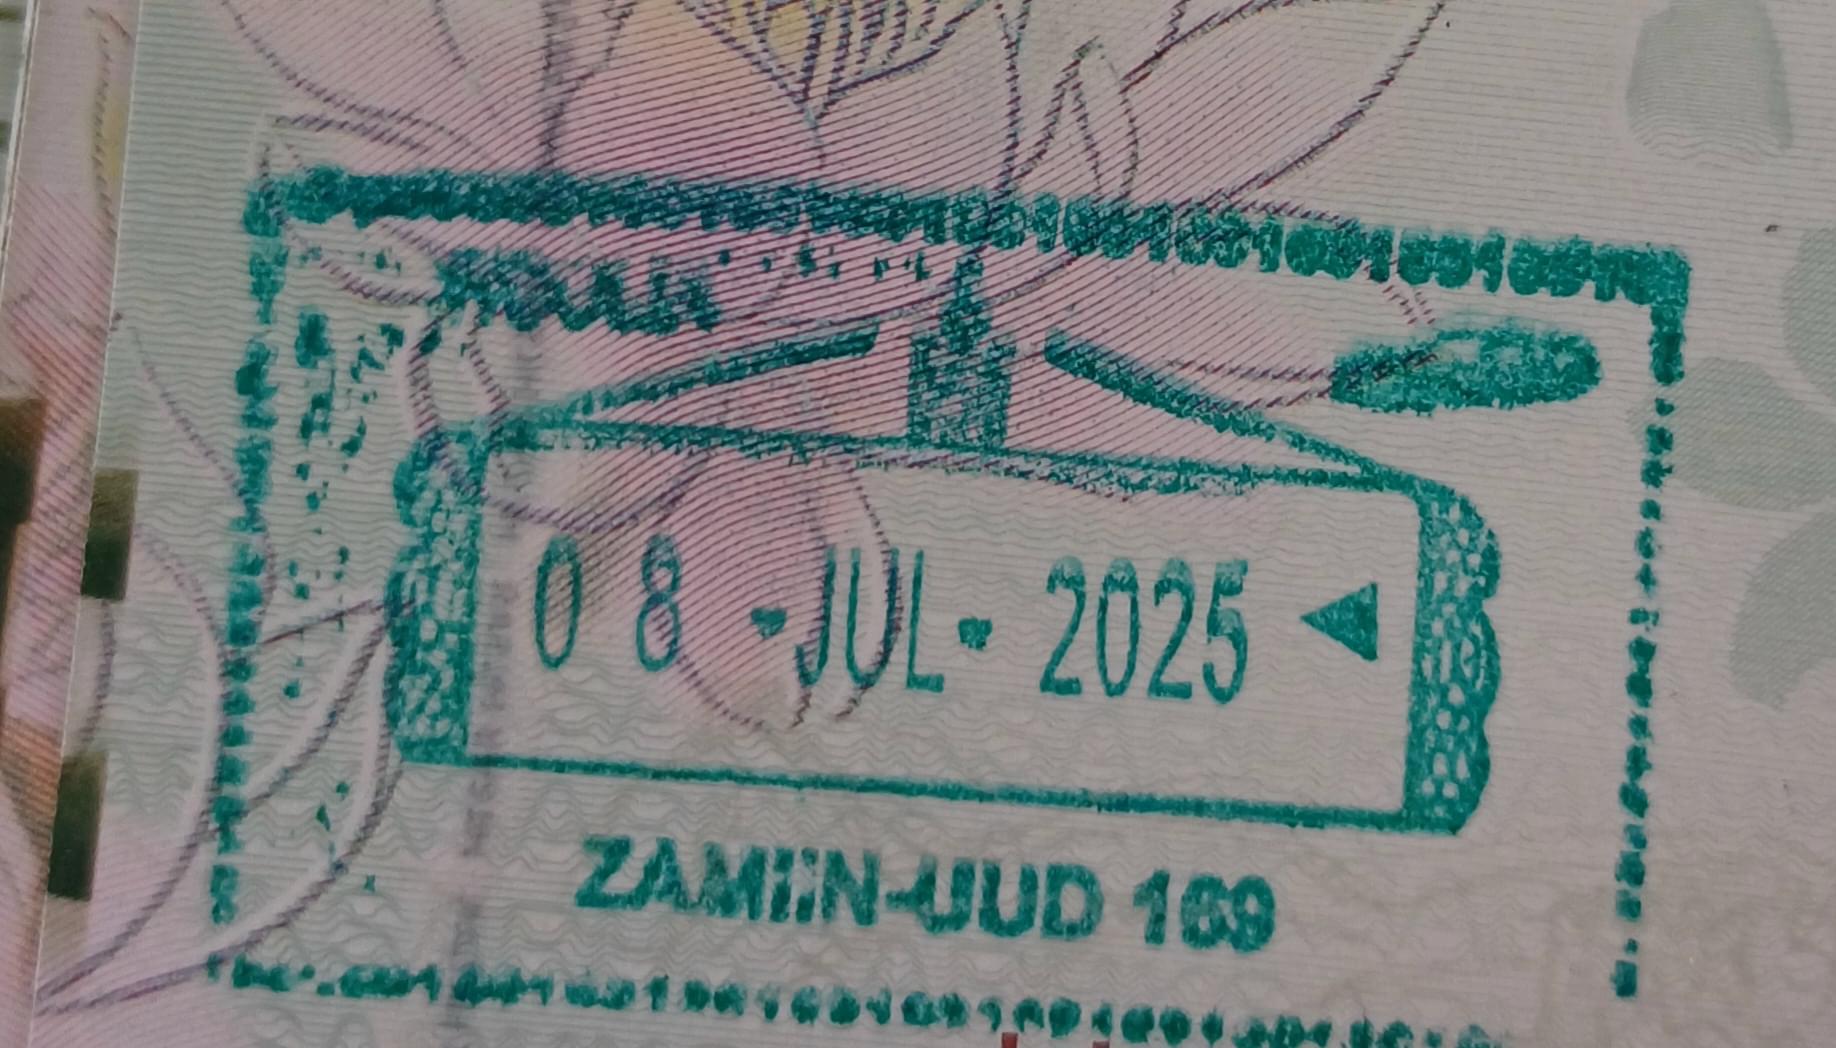 08 • JUL • 2025 ◀
ZAMIIN-UUD 169